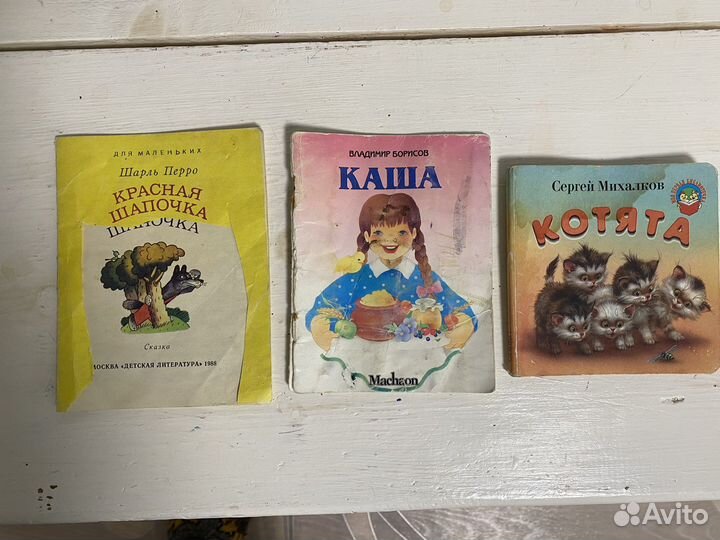 ДЛЯ МАЛЕНЬКИХ
Шарль Перро
КРАСНАЯ
ШАПОЧКА
ШАПОЧКА
Сказка
МОСКВА «ДЕТСКАЯ ЛИТЕРАТУРА» 1988
ВЛАДИМИР БОРИСОВ
КАША
Machaon
Сергей Михалков
КОТЯТА
Avito